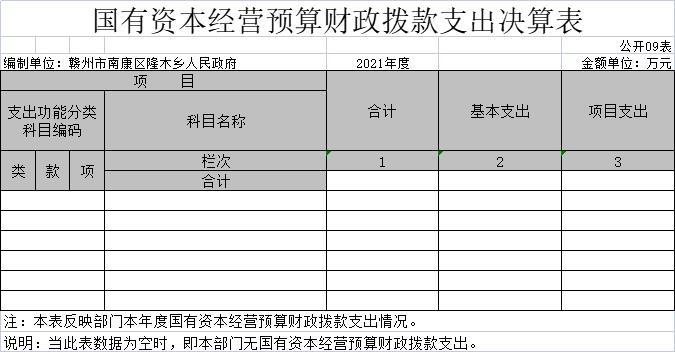 国有资本经营预算财政拨款支出决算表
公开09表
编制单位：赣州市南康区隆木乡人民政府 2021年度 金额单位：万元
项 目 合计 基本支出 项目支出
支出功能分类科目编码 科目名称
类 款 项 栏次 1 2 3
合计
注：本表反映部门本年度国有资本经营预算财政拨款支出情况。
说明：当此表数据为空时，即本部门无国有资本经营预算财政拨款支出。